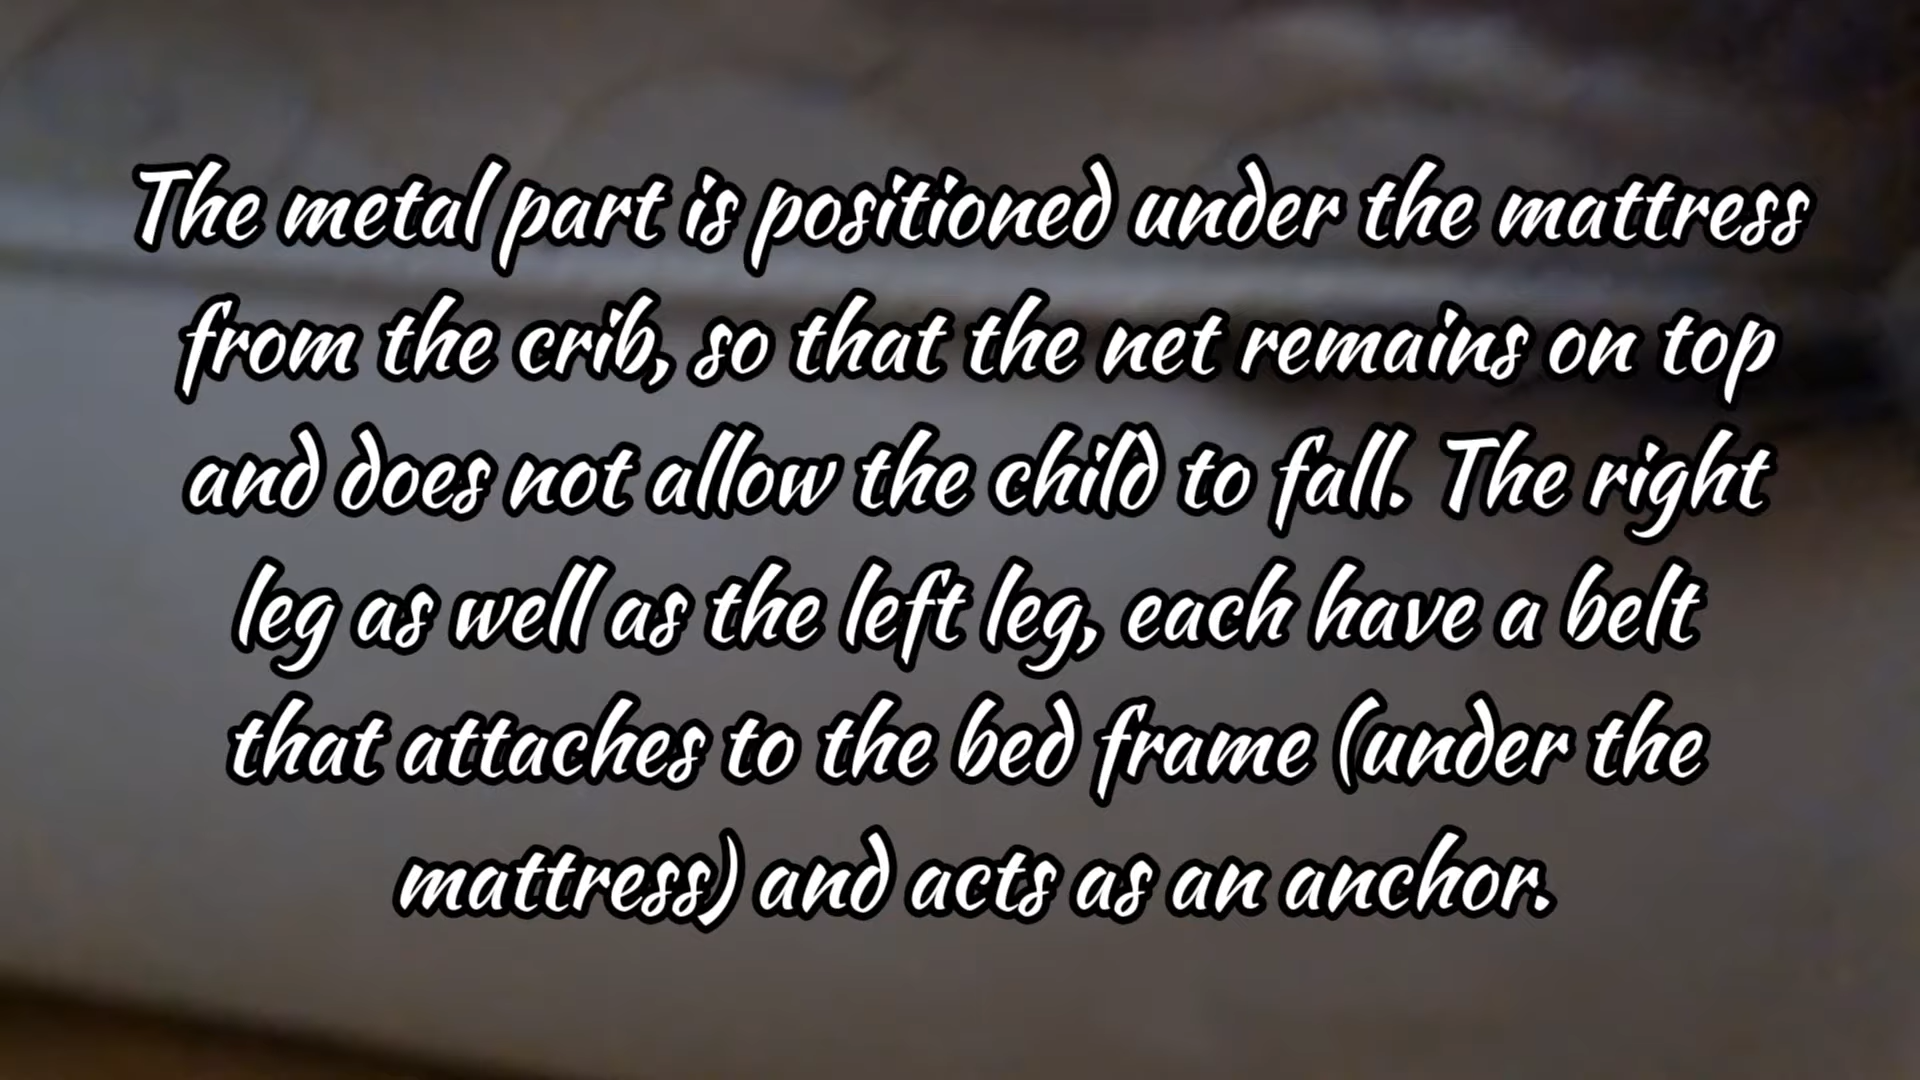 The metal part is positioned under the mattress
from the crib, so that the net remains on top
and does not allow the child to fall. The right
leg as well as the left leg, each have a belt
that attaches to the bed frame (under the
mattress) and acts as an anchor.